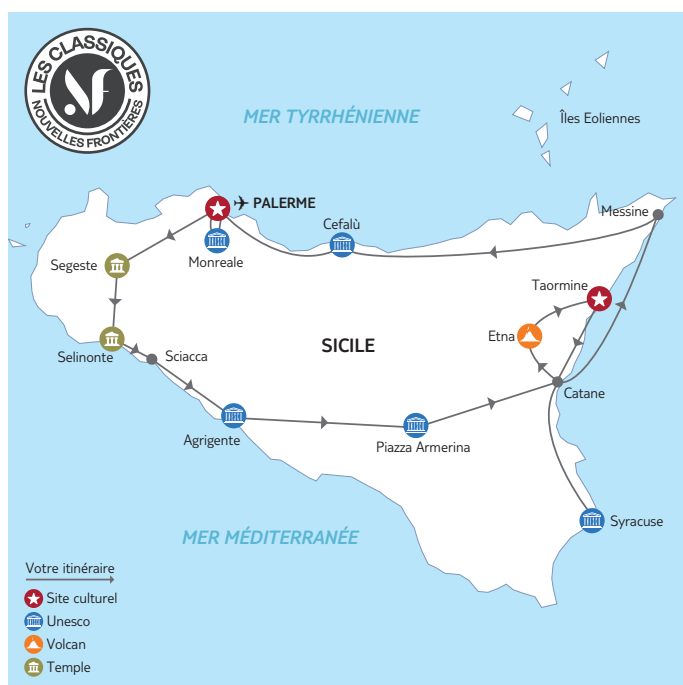 LES CLASSIQUES
NOUVELLES FRONTIÈRES
MER TYRRHÉNIENNE
Îles Eoliennes
PALERME
Messine
Cefalù
Segeste
Monreale
Taormine
Etna
SICILE
Selinonte
Sciacca
Catane
Agrigente
Piazza Armerina
Syracuse
MER MÉDITERRANÉE
Votre itinéraire
Site culturel
Unesco
Volcan
Temple